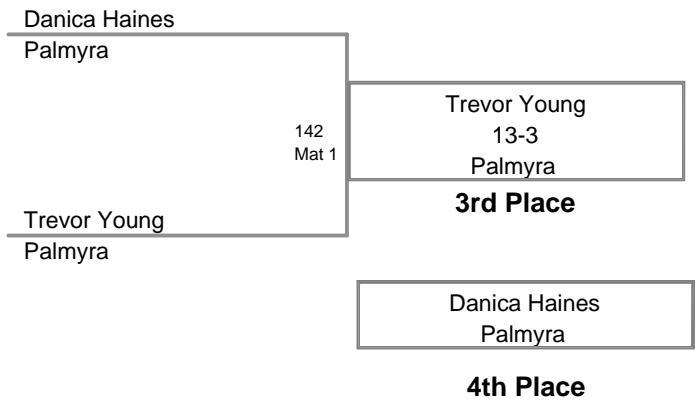 Danica Haines
Palmyra
142
Mat 1
Trevor Young
13-3
Palmyra
3rd Place
Trevor Young
Palmyra
Danica Haines
Palmyra
4th Place